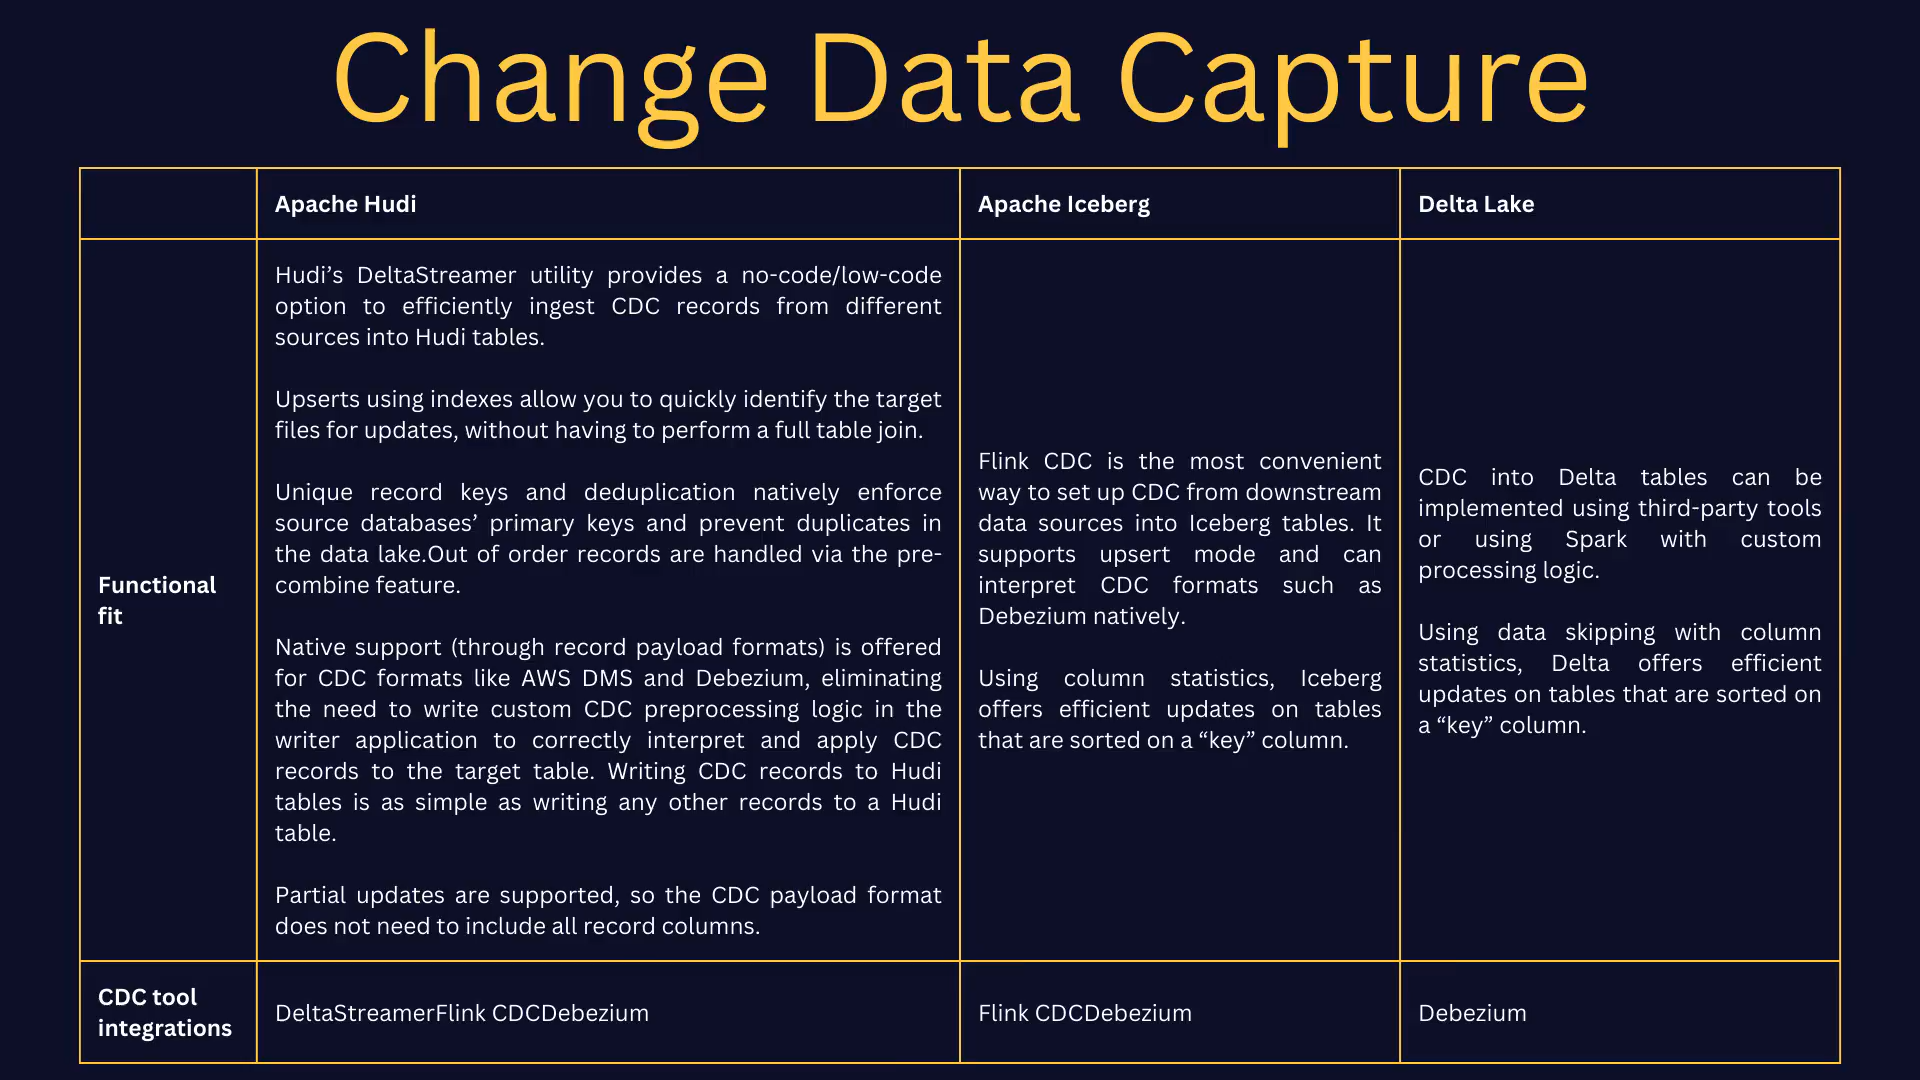 Change Data Capture
Apache Hudi
Apache Iceberg
Delta Lake
Functional
fit
Hudi’s DeltaStreamer utility provides a no-code/low-code
option to efficiently ingest CDC records from different
sources into Hudi tables.
Upserts using indexes allow you to quickly identify the target
files for updates, without having to perform a full table join.
Unique record keys and deduplication natively enforce
source databases’ primary keys and prevent duplicates in
the data lake.Out of order records are handled via the pre-
combine feature.
Native support (through record payload formats) is offered
for CDC formats like AWS DMS and Debezium, eliminating
the need to write custom CDC preprocessing logic in the
writer application to correctly interpret and apply CDC
records to the target table. Writing CDC records to Hudi
tables is as simple as writing any other records to a Hudi
table.
Partial updates are supported, so the CDC payload format
does not need to include all record columns.
Flink CDC is the most convenient
way to set up CDC from downstream
data sources into Iceberg tables. It
supports upsert mode and can
interpret CDC formats such as
Debezium natively.
Using column statistics, Iceberg
offers efficient updates on tables
that are sorted on a “key” column.
CDC into Delta tables can be
implemented using third-party tools
or using Spark with custom
processing logic.
Using data skipping with column
statistics, Delta offers efficient
updates on tables that are sorted on
a “key” column.
CDC tool
integrations
DeltaStreamerFlink CDCDebezium
Flink CDCDebezium
Debezium